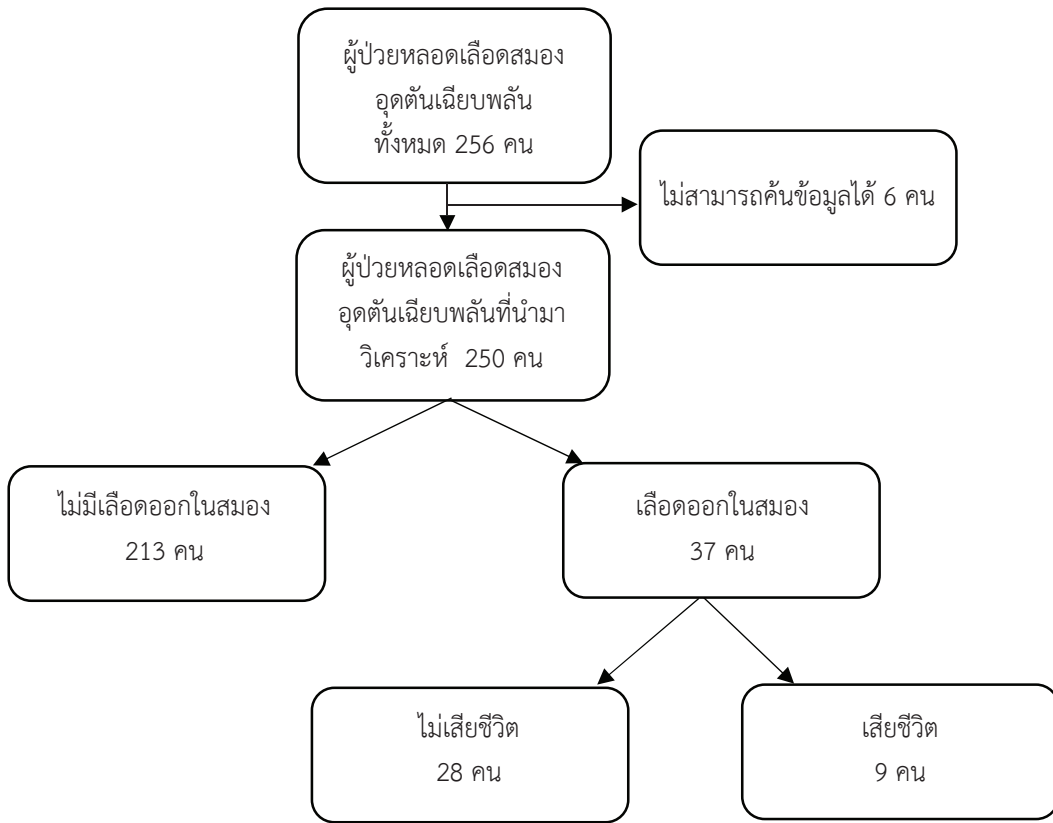 ผู้ป่วยหลอดเลือดสมอง
อุดตันเฉียบพลัน
ทั้งหมด 256 คน
ไม่สามารถค้นข้อมูลได้ 6 คน
ผู้ป่วยหลอดเลือดสมอง
อุดตันเฉียบพลันที่นำมา
วิเคราะห์ 250 คน
ไม่มีเลือดออกในสมอง
213 คน
เลือดออกในสมอง
37 คน
ไม่เสียชีวิต
28 คน
เสียชีวิต
9 คน